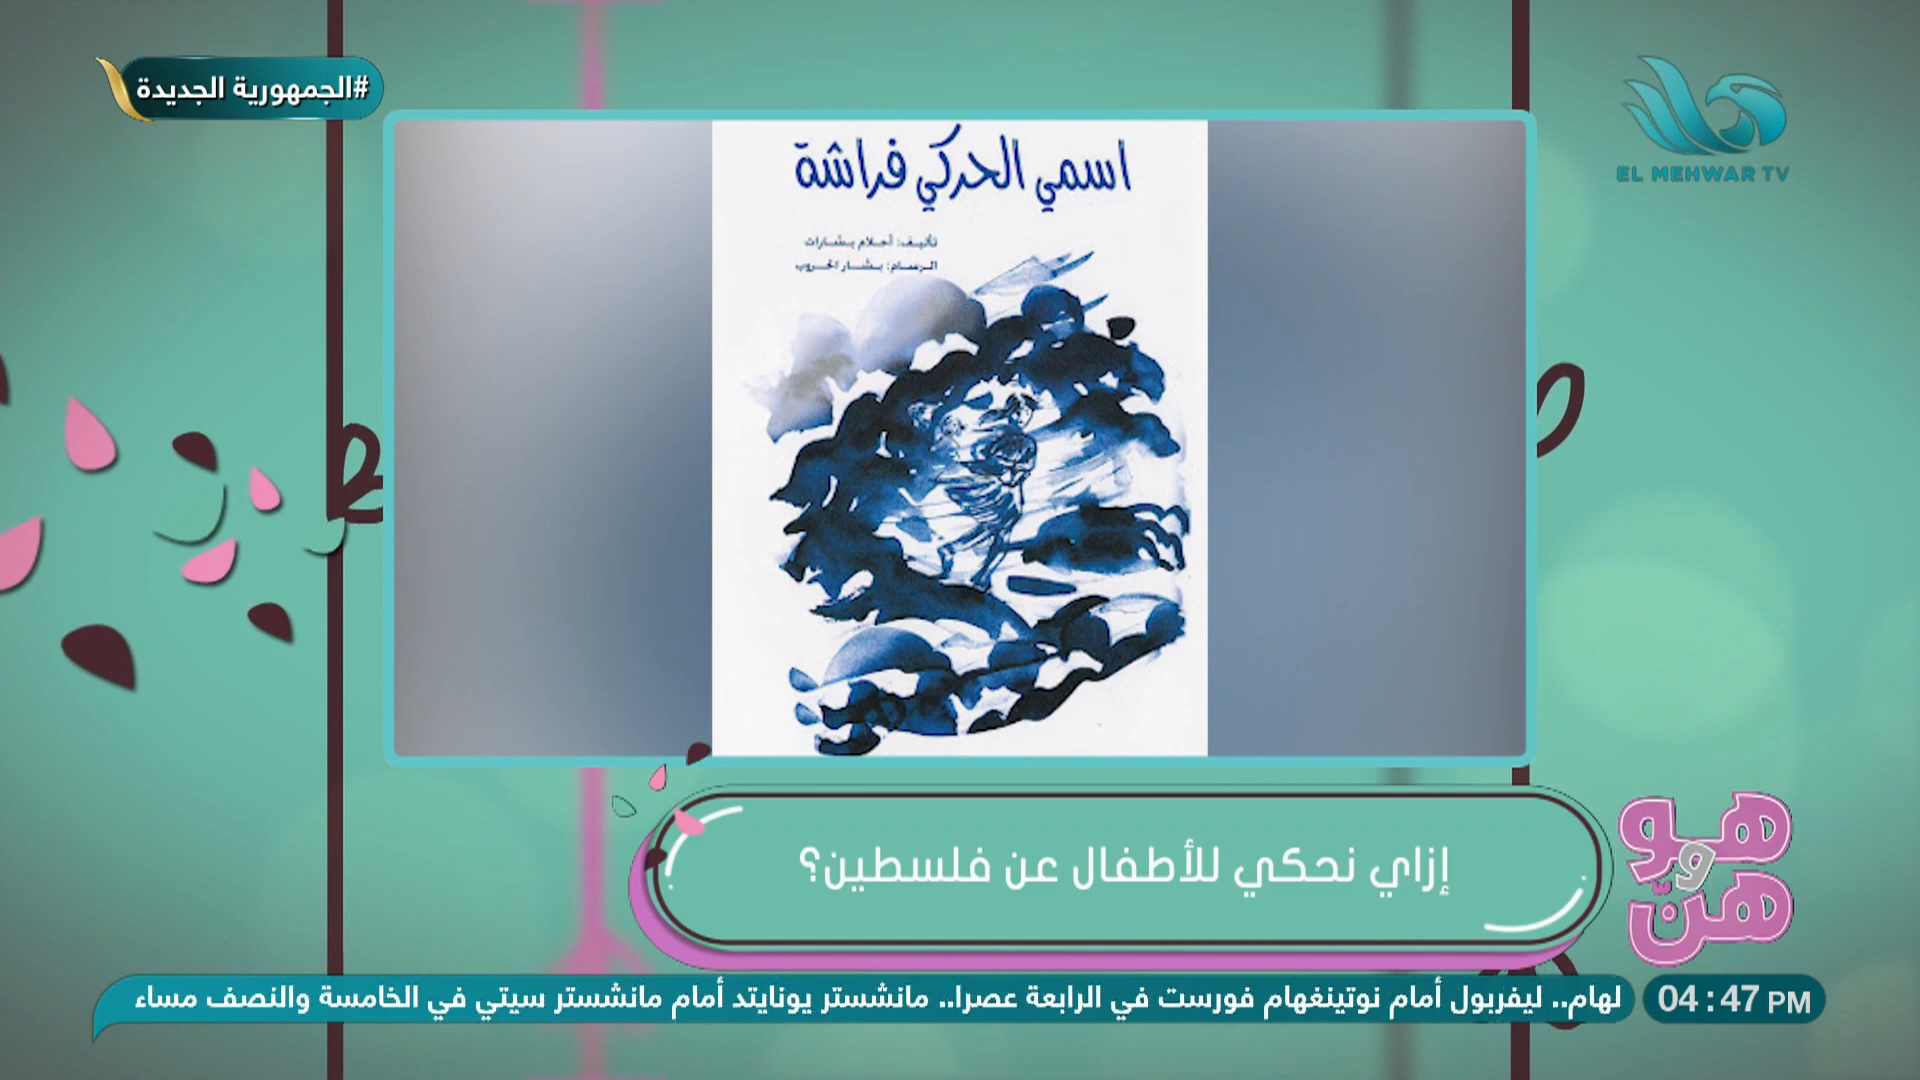 #الجمهورية الجديدة
EL MEHWAR TV
اسمي الحركي فراشة
تأليف: أحلام بشارات
الرسام: بشار الحروب
إزاي نحكي للأطفال عن فلسطين؟
هو
و
هنّ
لهام.. ليفربول أمام نوتينغهام فورست في الرابعة عصرا.. مانشستر يونايتد أمام مانشستر سيتي في الخامسة والنصف مساء
04:47 PM